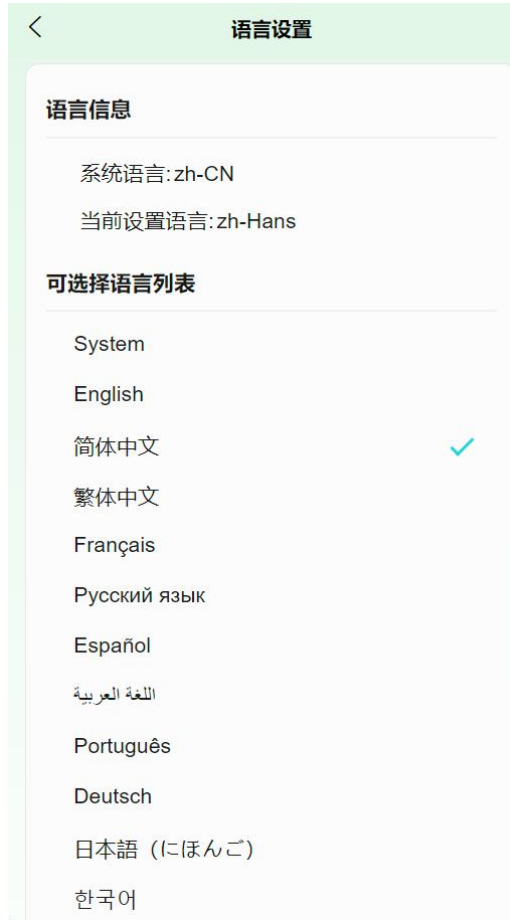 语言设置
语言信息
系统语言:zh-CN
当前设置语言:zh-Hans
可选择语言列表
System
English
简体中文
繁体中文
Français
Русский язык
Español
اللغة العربية
Português
Deutsch
日本語（にほんご）
한국어